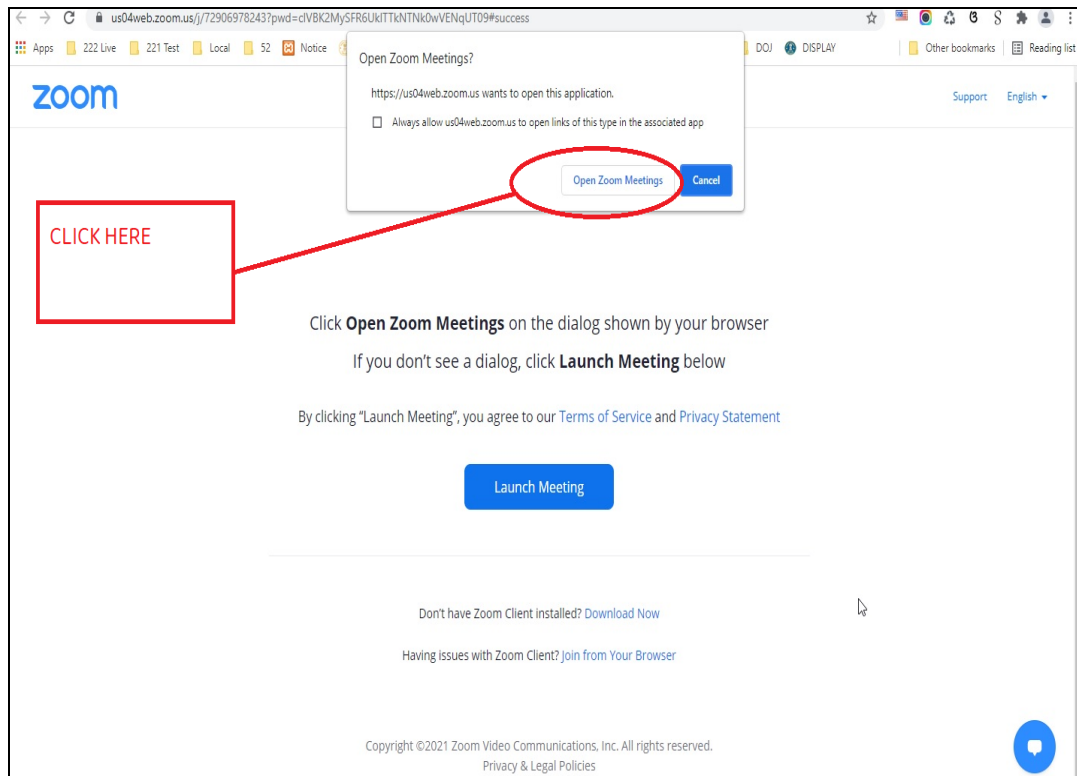 us04web.zoom.us/j/72906978243?pwd=clVBK2MySFR6UklTTkNTNk0wVENqUT09#success
Apps 222 Live 221 Test Local 52 Notice DOJ DISPLAY Other bookmarks Reading list
Open Zoom Meetings?
https://us04web.zoom.us wants to open this application.
Always allow us04web.zoom.us to open links of this type in the associated app
Open Zoom Meetings Cancel
zoom
Support English
CLICK HERE
Click Open Zoom Meetings on the dialog shown by your browser
If you don’t see a dialog, click Launch Meeting below
By clicking “Launch Meeting”, you agree to our Terms of Service and Privacy Statement
Launch Meeting
Don’t have Zoom Client installed? Download Now
Having issues with Zoom Client? Join from Your Browser
Copyright ©2021 Zoom Video Communications, Inc. All rights reserved.
Privacy & Legal Policies